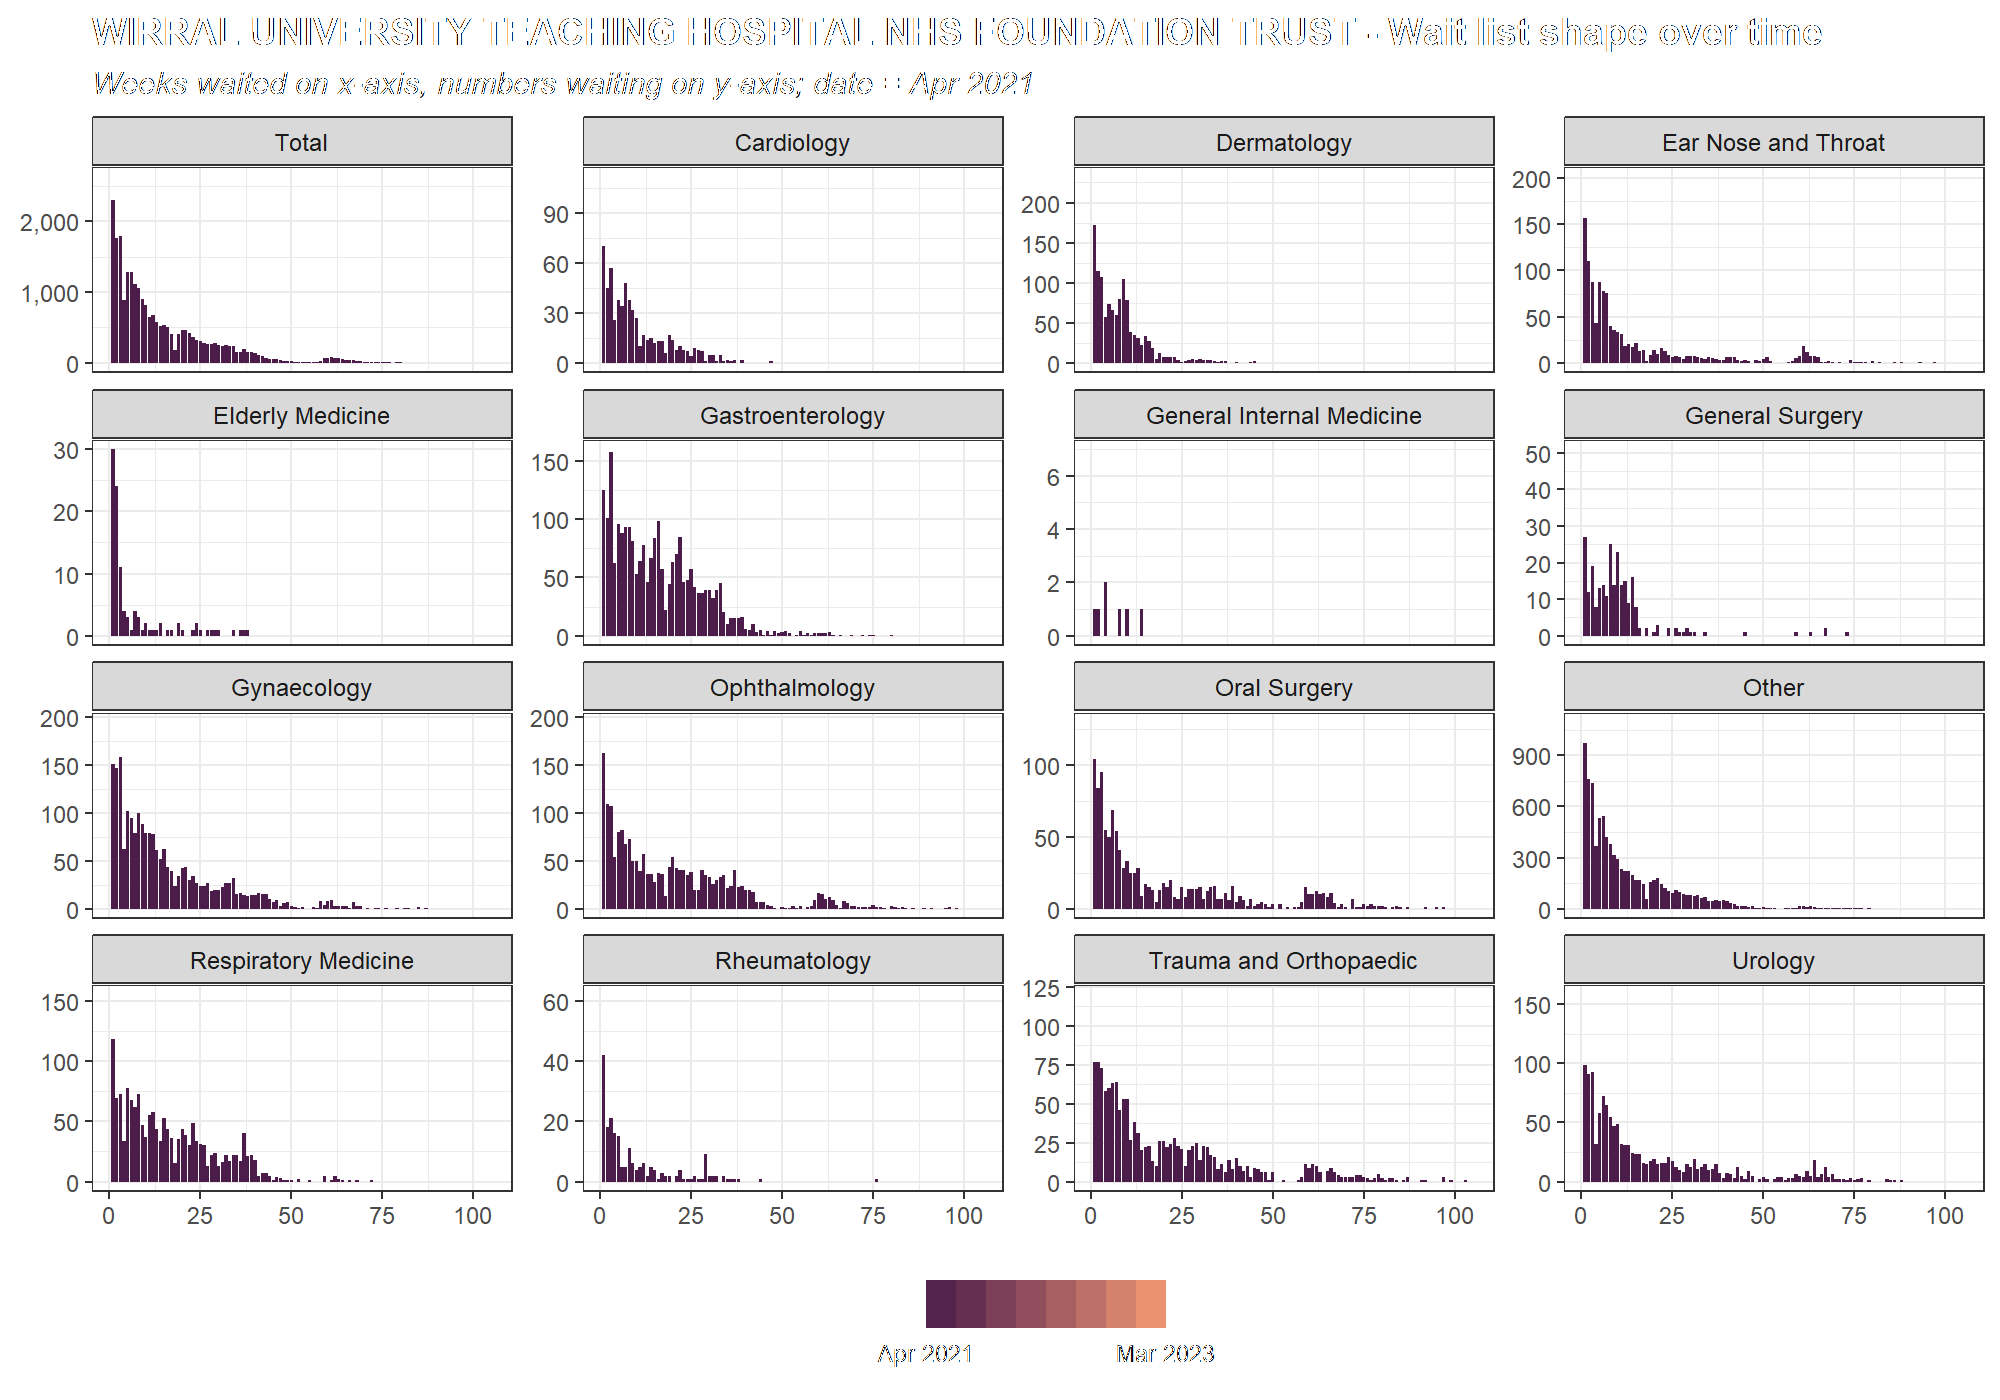 WIRRAL UNIVERSITY TEACHING HOSPITAL NHS FOUNDATION TRUST - Wait list shape over time
Weeks waited on x-axis, numbers waiting on y-axis; date = Apr 2021
Total
Cardiology
Dermatology
Ear Nose and Throat
2,000
1,000
0
90
60
30
0
200
150
100
50
0
200
150
100
50
0
Elderly Medicine
Gastroenterology
General Internal Medicine
General Surgery
30
20
10
0
150
100
50
0
6
4
2
0
50
40
30
20
10
0
Gynaecology
Ophthalmology
Oral Surgery
Other
200
150
100
50
0
200
150
100
50
0
100
50
0
900
600
300
0
Respiratory Medicine
Rheumatology
Trauma and Orthopaedic
Urology
150
100
50
0
60
40
20
0
125
100
75
50
25
0
150
100
50
0
0 25 50 75 100
0 25 50 75 100
0 25 50 75 100
0 25 50 75 100
Apr 2021
Mar 2023